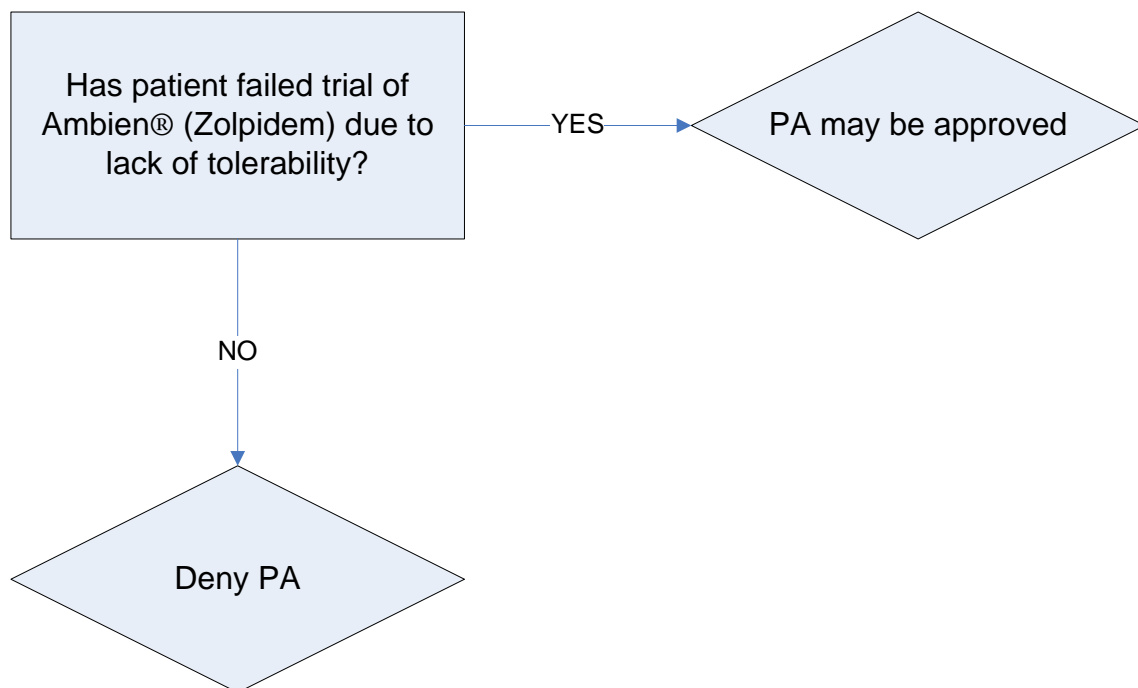 Has patient failed trial of
Ambien® (Zolpidem) due to
lack of tolerability?
YES
PA may be approved
NO
Deny PA